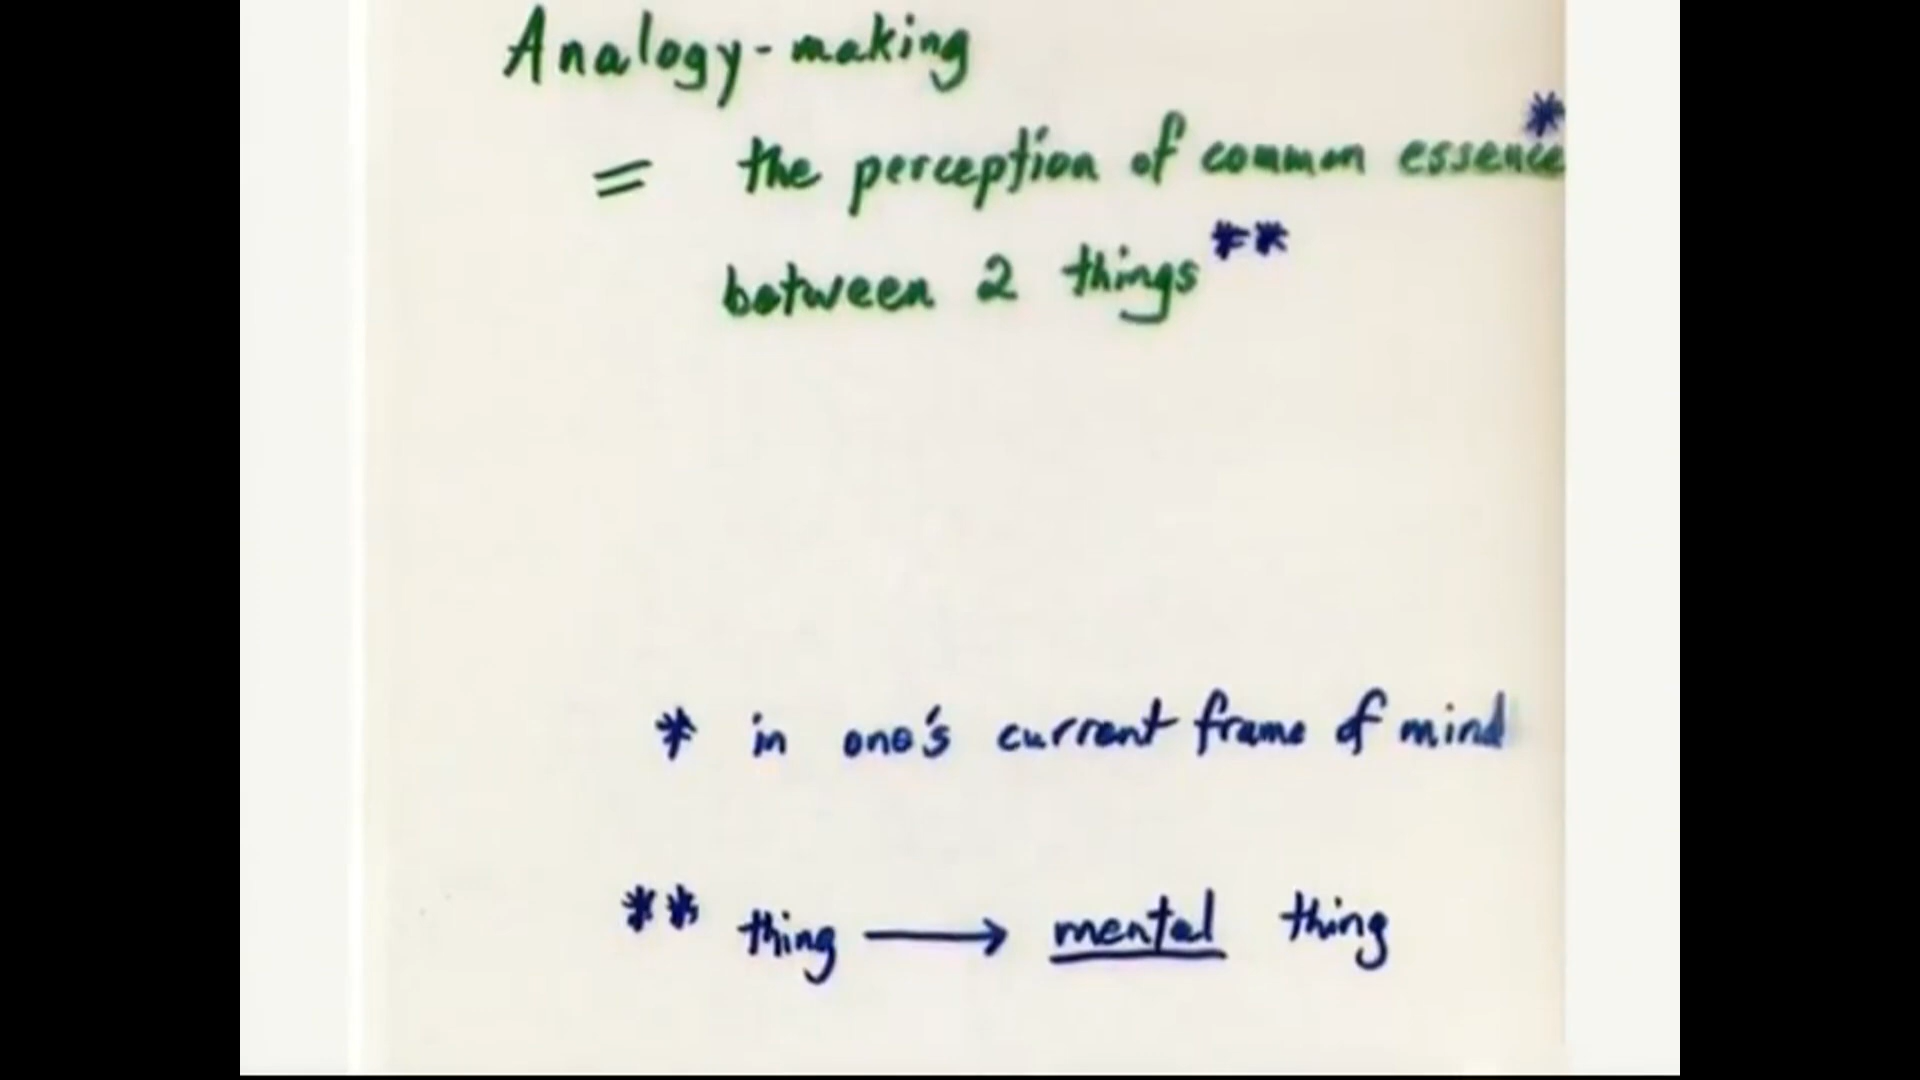 Analogy-making
= the perception of common essence*
between 2 things**
* in one's current frame of mind
** thing → mental thing